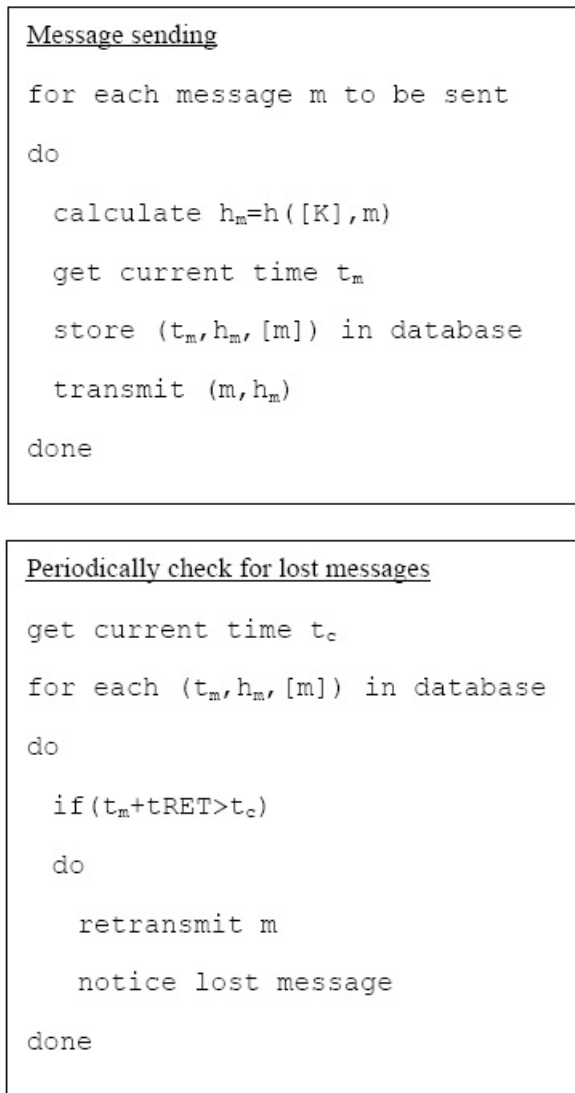 Message sending
for each message m to be sent
do
calculate hₘ=h([K],m)
get current time tₘ
store (tₘ,hₘ,[m]) in database
transmit (m,hₘ)
done
Periodically check for lost messages
get current time t_c
for each (tₘ,hₘ,[m]) in database
do
if(tₘ+tRET>t_c)
do
retransmit m
notice lost message
done